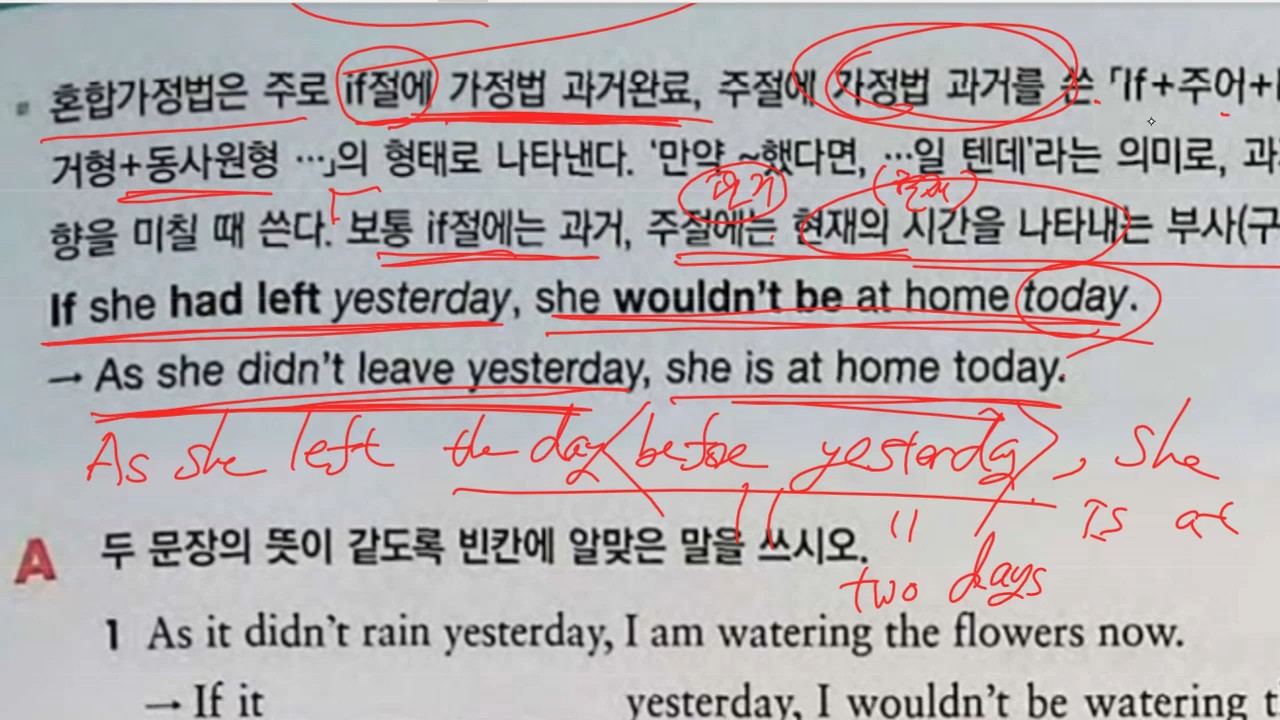 혼합가정법은 주로 if절에 가정법 과거완료, 주절에 가정법 과거를 쓴 「If+주어+
거형+동사원형 …」의 형태로 나타낸다. ‘만약 ~했다면, …일 텐데’라는 의미로, 과
과거 (현재)
향을 미칠 때 쓴다. 보통 if절에는 과거, 주절에는 현재의 시간을 나타내는 부사(구
If she had left yesterday, she wouldn't be at home today.
→ As she didn't leave yesterday, she is at home today.
As she left the day before yesterday, she
is at
A 두 문장의 뜻이 같도록 빈칸에 알맞은 말을 쓰시오.
two days
1 As it didn't rain yesterday, I am watering the flowers now.
→ If it yesterday, I wouldn't be watering